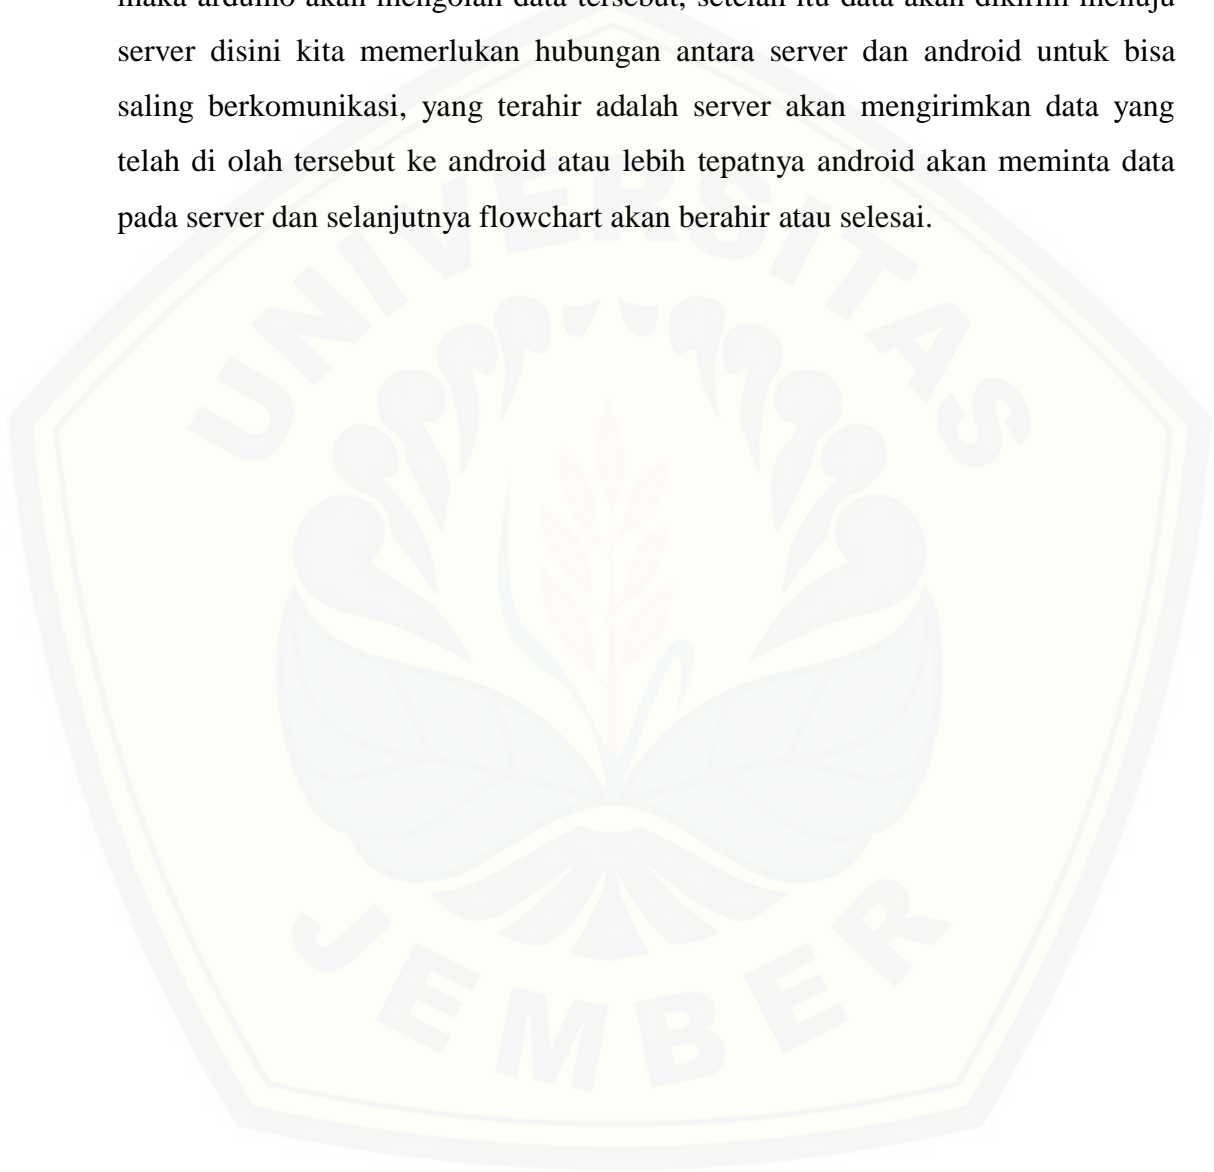 maka arduino akan mengolah data tersebut, setelah itu data akan dikirim menuju
server disini kita memerlukan hubungan antara server dan android untuk bisa
saling berkomunikasi, yang terahir adalah server akan mengirimkan data yang
telah di olah tersebut ke android atau lebih tepatnya android akan meminta data
pada server dan selanjutnya flowchart akan berahir atau selesai.
UNIVERSITAS
JEMBER